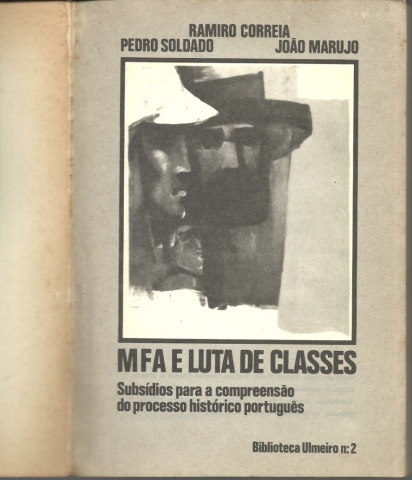 RAMIRO CORREIA
PEDRO SOLDADO JOÃO MARUJO
MFA E LUTA DE CLASSES
Subsídios para a compreensão
do processo histórico português
Biblioteca Ulmeiro n.º 2